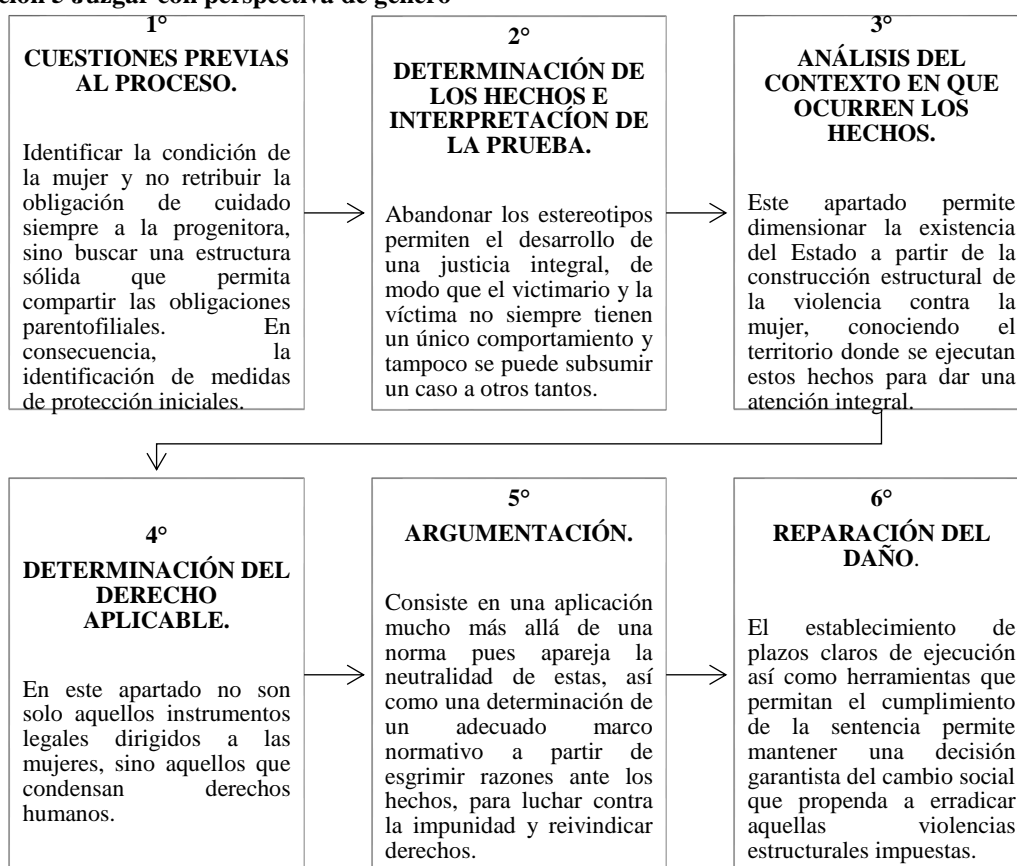 ción 5 Juzgar con perspectiva de género
1°
CUESTIONES PREVIAS
AL PROCESO.
Identificar la condición de
la mujer y no retribuir la
obligación de cuidado
siempre a la progenitora,
sino buscar una estructura
sólida que permita
compartir las obligaciones
parentofiliales. En
consecuencia, la
identificación de medidas
de protección iniciales.
2°
DETERMINACIÓN DE
LOS HECHOS E
INTERPRETACÍON DE
LA PRUEBA.
Abandonar los estereotipos
permiten el desarrollo de
una justicia integral, de
modo que el victimario y la
víctima no siempre tienen
un único comportamiento y
tampoco se puede subsumir
un caso a otros tantos.
3°
ANÁLISIS DEL
CONTEXTO EN QUE
OCURREN LOS
HECHOS.
Este apartado permite
dimensionar la existencia
del Estado a partir de la
construcción estructural de
la violencia contra la
mujer, conociendo el
territorio donde se ejecutan
estos hechos para dar una
atención integral.
4°
DETERMINACIÓN DEL
DERECHO
APLICABLE.
En este apartado no son
solo aquellos instrumentos
legales dirigidos a las
mujeres, sino aquellos que
condensan derechos
humanos.
5°
ARGUMENTACIÓN.
Consiste en una aplicación
mucho más allá de una
norma pues apareja la
neutralidad de estas, así
como una determinación de
un adecuado marco
normativo a partir de
esgrimir razones ante los
hechos, para luchar contra
la impunidad y reivindicar
derechos.
6°
REPARACIÓN DEL
DAÑO.
El establecimiento de
plazos claros de ejecución
así como herramientas que
permitan el cumplimiento
de la sentencia permite
mantener una decisión
garantista del cambio social
que propenda a erradicar
aquellas violencias
estructurales impuestas.